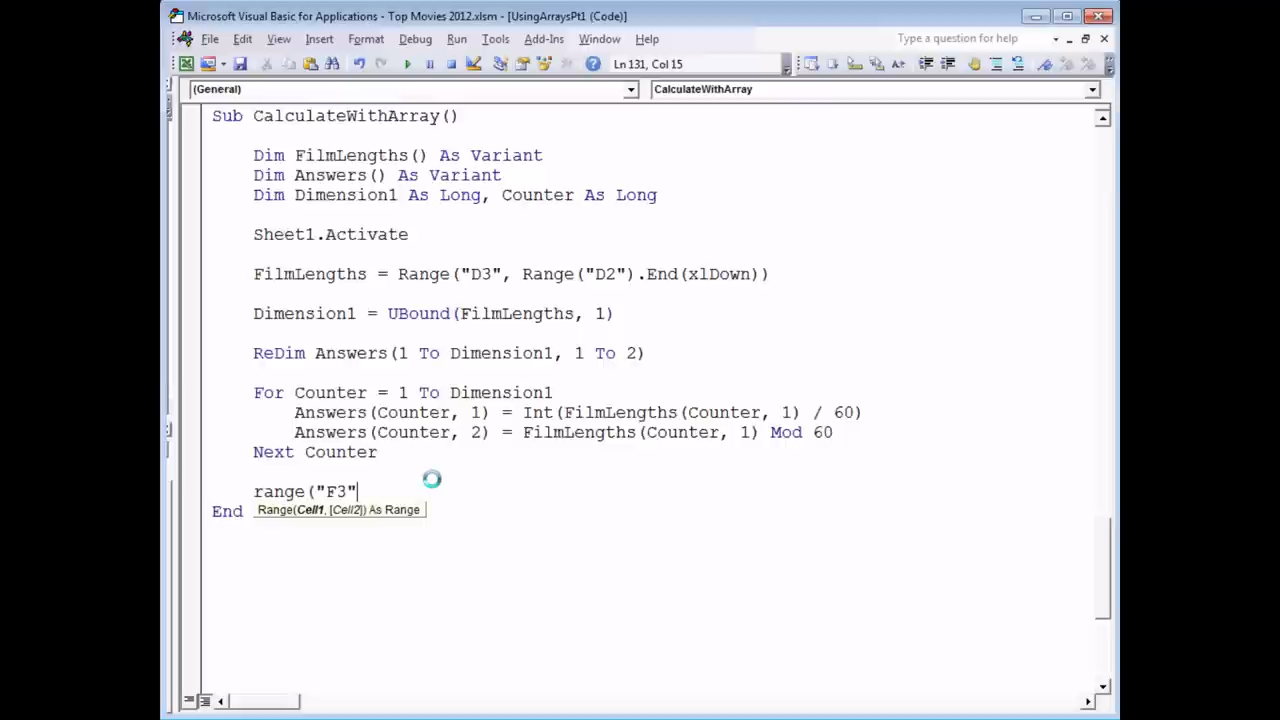 Microsoft Visual Basic for Applications - Top Movies 2012.xlsm - [UsingArraysPt1 (Code)]
File Edit View Insert Format Debug Run Tools Add-Ins Window Help Type a question for help
Ln 131, Col 15
(General) CalculateWithArray
Sub CalculateWithArray()
Dim FilmLengths() As Variant
Dim Answers() As Variant
Dim Dimension1 As Long, Counter As Long
Sheet1.Activate
FilmLengths = Range("D3", Range("D2").End(xlDown))
Dimension1 = UBound(FilmLengths, 1)
ReDim Answers(1 To Dimension1, 1 To 2)
For Counter = 1 To Dimension1
Answers(Counter, 1) = Int(FilmLengths(Counter, 1) / 60)
Answers(Counter, 2) = FilmLengths(Counter, 1) Mod 60
Next Counter
range("F3"
End Range(Cell1, [Cell2]) As Range